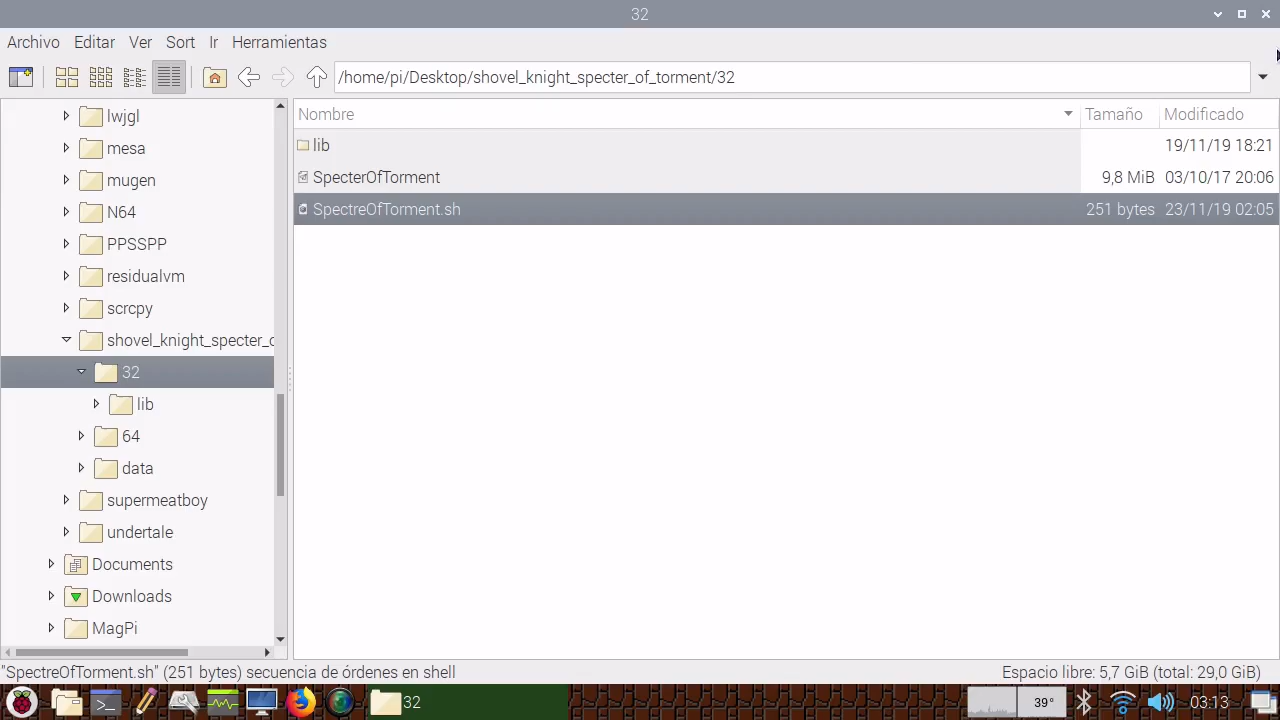 32
Archivo Editar Ver Sort Ir Herramientas
/home/pi/Desktop/shovel_knight_specter_of_torment/32
Nombre Tamaño Modificado
lib 19/11/19 18:21
SpecterOfTorment 9,8 MiB 03/10/17 20:06
SpectreOfTorment.sh 251 bytes 23/11/19 02:05
lwjgl
mesa
mugen
N64
PPSSPP
residualvm
scrcpy
shovel_knight_specter_o
32
lib
64
data
supermeatboy
undertale
Documents
Downloads
MagPi
"SpectreOfTorment.sh" (251 bytes) secuencia de órdenes en shell Espacio libre: 5,7 GiB (total: 29,0 GiB)
32 39° 03:13